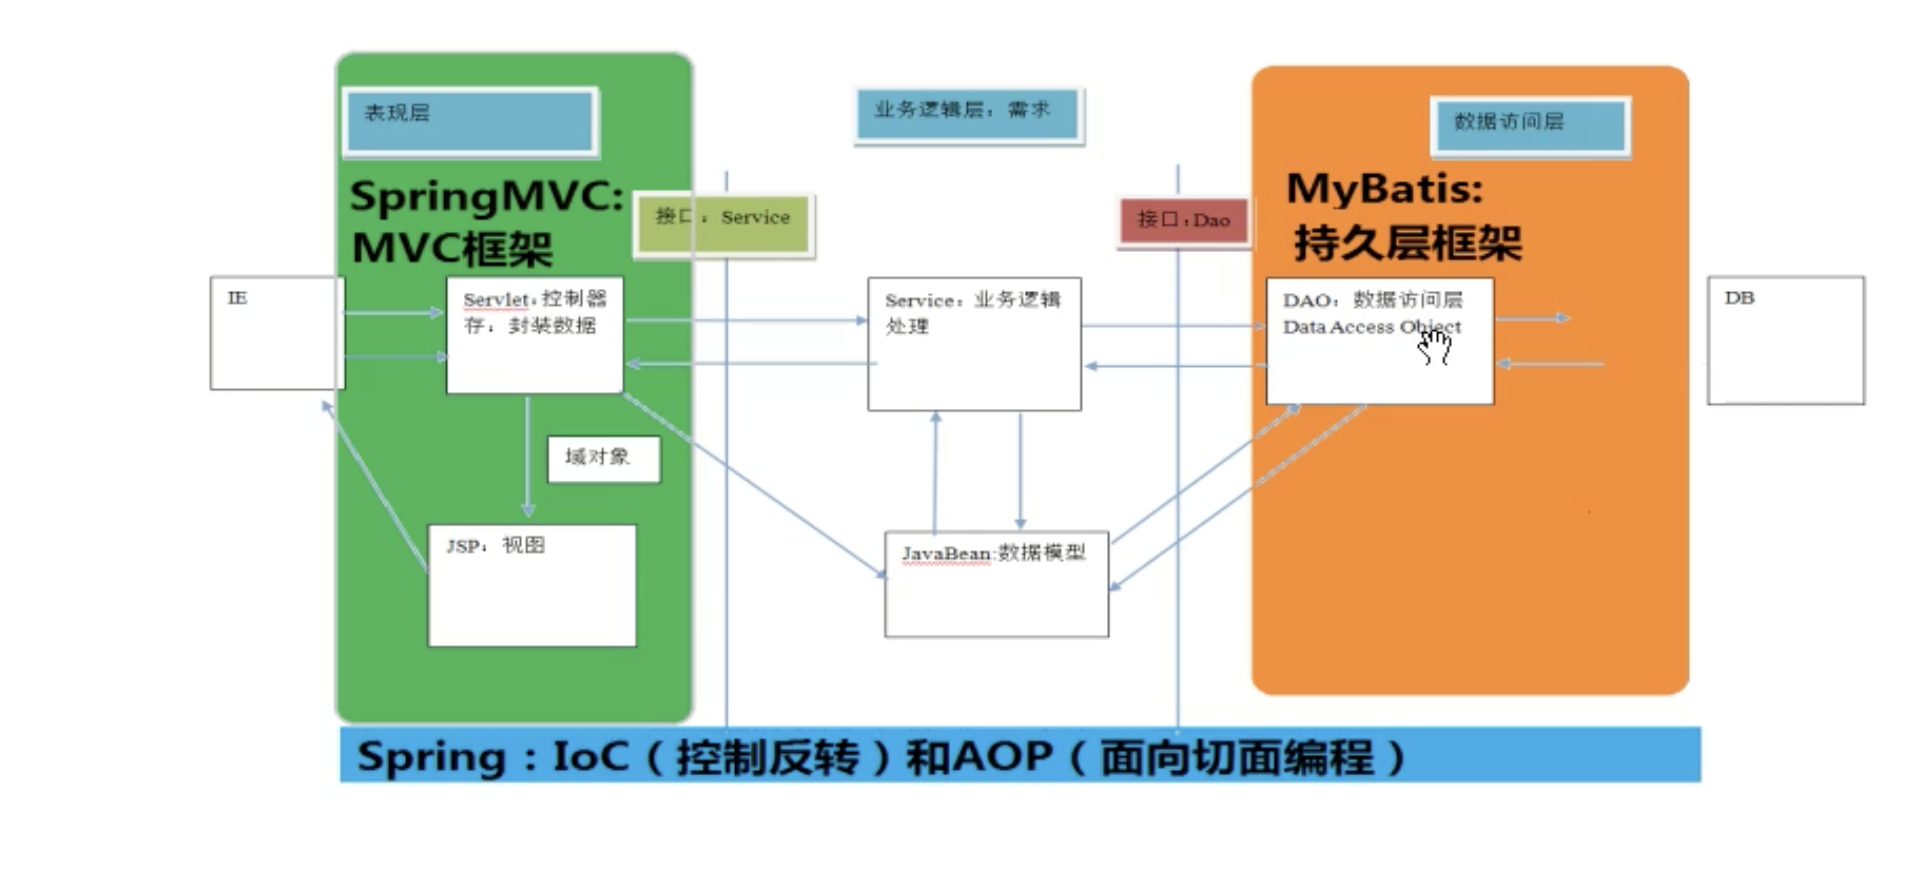 表现层
业务逻辑层：需求
数据访问层
SpringMVC:
MVC框架
接口：Service
接口:Dao
MyBatis:
持久层框架
IE
Servlet:控制器
存：封装数据
Service：业务逻辑
处理
DAO：数据访问层
Data Access Object
DB
域对象
JSP：视图
JavaBean:数据模型
Spring：IoC（控制反转）和AOP（面向切面编程）